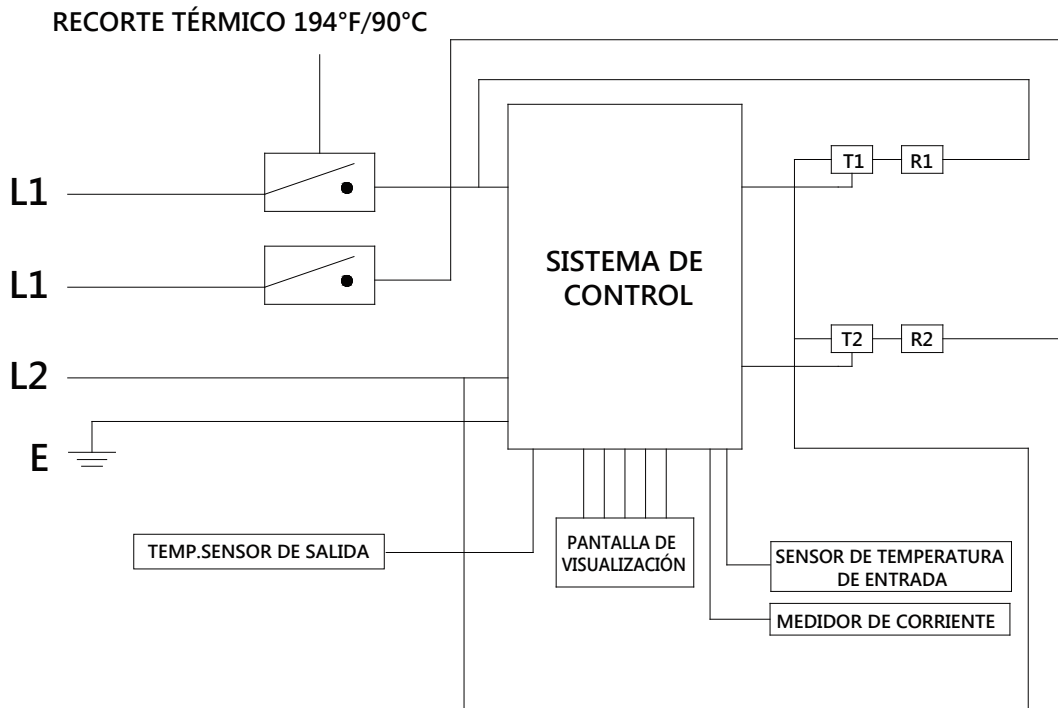 RECORTE TÉRMICO 194°F/90°C
L1
T1
R1
L1
SISTEMA DE
CONTROL
T2
R2
L2
E
TEMP.SENSOR DE SALIDA
PANTALLA DE
VISUALIZACIÓN
SENSOR DE TEMPERATURA
DE ENTRADA
MEDIDOR DE CORRIENTE